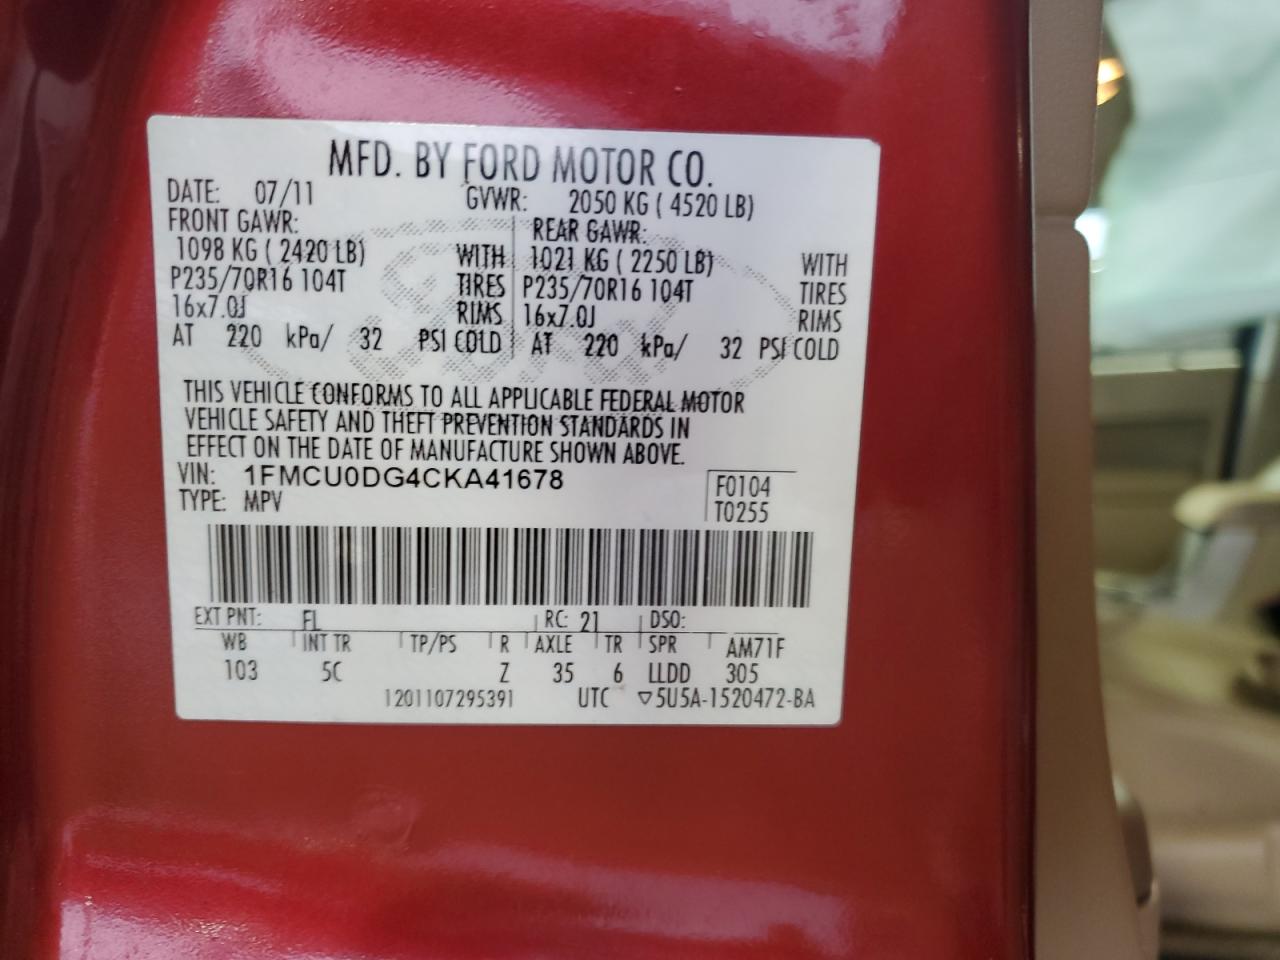 MFD. BY FORD MOTOR CO.
DATE: 07/11 GVWR: 2050 KG ( 4520 LB)
FRONT GAWR: REAR GAWR:
1098 KG ( 2420 LB) WITH 1021 KG ( 2250 LB) WITH
P235/70R16 104T TIRES P235/70R16 104T TIRES
16x7.0J RIMS 16x7.0J RIMS
AT 220 kPa/ 32 PSI COLD AT 220 kPa/ 32 PSI COLD
THIS VEHICLE CONFORMS TO ALL APPLICABLE FEDERAL MOTOR
VEHICLE SAFETY AND THEFT PREVENTION STANDARDS IN
EFFECT ON THE DATE OF MANUFACTURE SHOWN ABOVE.
VIN: 1FMCU0DG4CKA41678 F0104
TYPE: MPV T0255
EXT PNT: FL RC: 21 DSO:
WB INT TR TP/PS R AXLE TR SPR AM71F
103 5C Z 35 6 LLDD 305
1201107295391 UTC ▽5U5A-1520472-BA